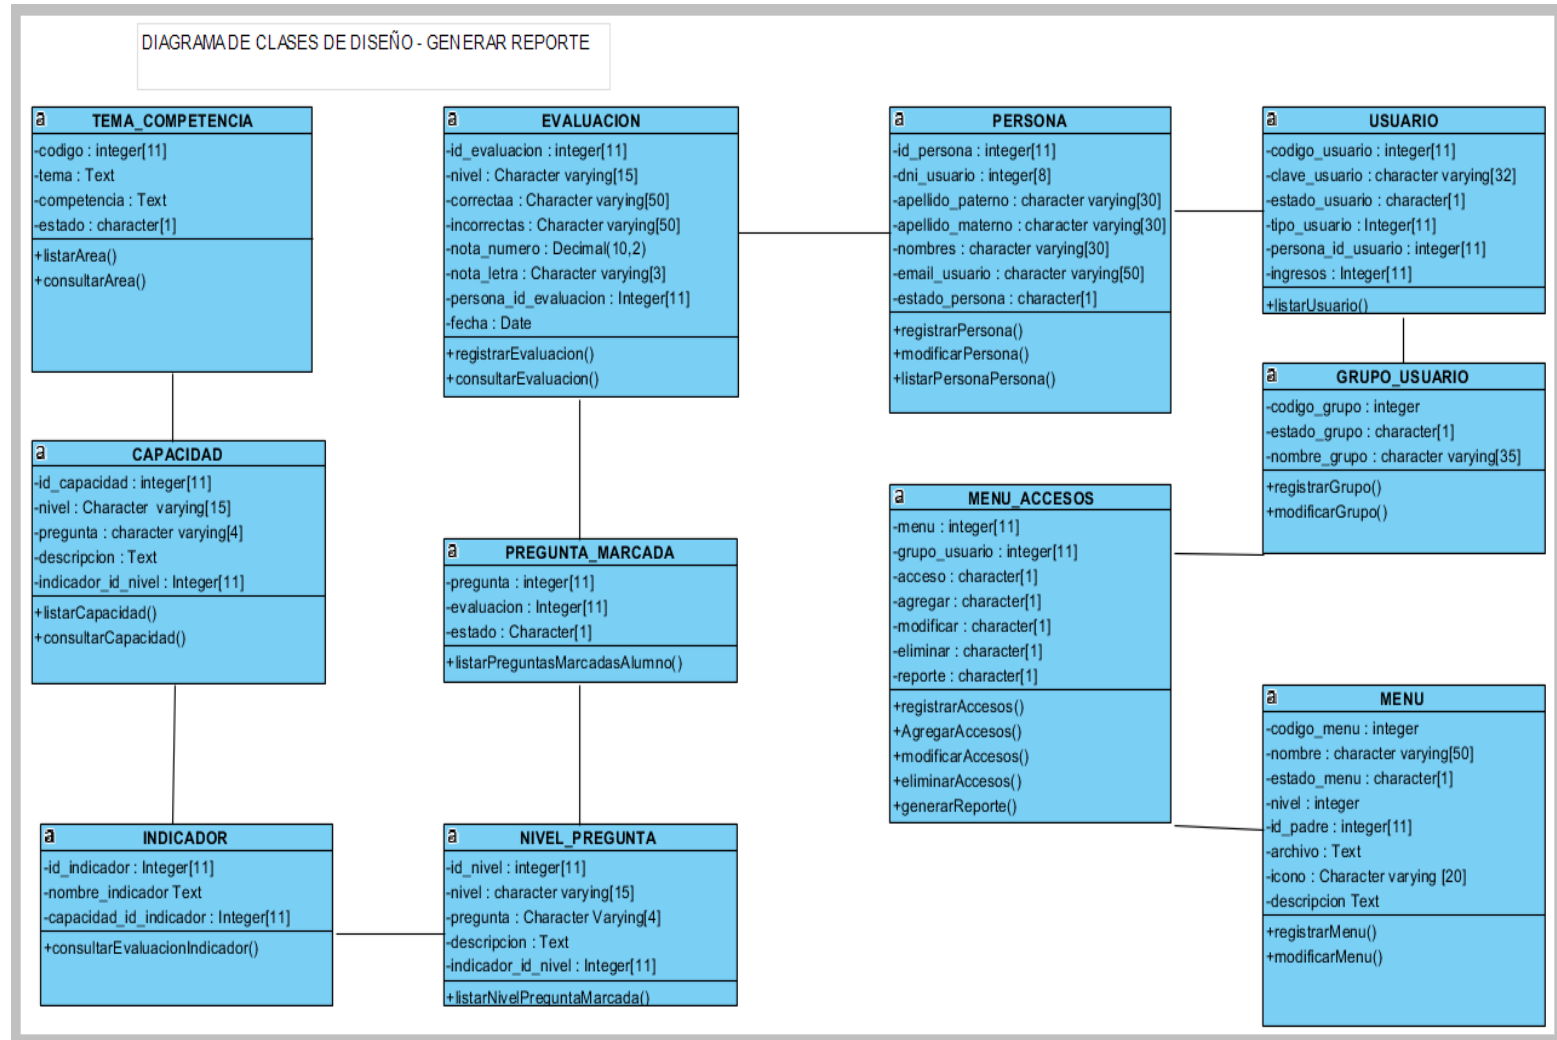 DIAGRAMA DE CLASES DE DISEÑO - GENERAR REPORTE
a TEMA_COMPETENCIA
-codigo : integer[11]
-tema : Text
-competencia : Text
-estado : character[1]
+listarArea()
+consultarArea()
a EVALUACION
-id_evaluacion : integer[11]
-nivel : Character varying[15]
-correctaa : Character varying[50]
-incorrectas : Character varying[50]
-nota_numero : Decimal(10,2)
-nota_letra : Character varying[3]
-persona_id_evaluacion : Integer[11]
-fecha : Date
+registrarEvaluacion()
+consultarEvaluacion()
a PERSONA
-id_persona : integer[11]
-dni_usuario : integer[8]
-apellido_paterno : character varying[30]
-apellido_materno : character varying[30]
-nombres : character varying[30]
-email_usuario : character varying[50]
-estado_persona : character[1]
+registrarPersona()
+modificarPersona()
+listarPersonaPersona()
a USUARIO
-codigo_usuario : integer[11]
-clave_usuario : character varying[32]
-estado_usuario : character[1]
-tipo_usuario : Integer[11]
-persona_id_usuario : integer[11]
-ingresos : Integer[11]
+listarUsuario()
a GRUPO_USUARIO
-codigo_grupo : integer
-estado_grupo : character[1]
-nombre_grupo : character varying[35]
+registrarGrupo()
+modificarGrupo()
a CAPACIDAD
-id_capacidad : integer[11]
-nivel : Character varying[15]
-pregunta : character varying[4]
-descripcion : Text
-indicador_id_nivel : Integer[11]
+listarCapacidad()
+consultarCapacidad()
a PREGUNTA_MARCADA
-pregunta : integer[11]
-evaluacion : Integer[11]
-estado : Character[1]
+listarPreguntasMarcadasAlumno()
a MENU_ACCESOS
-menu : integer[11]
-grupo_usuario : integer[11]
-acceso : character[1]
-agregar : character[1]
-modificar : character[1]
-eliminar : character[1]
-reporte : character[1]
+registrarAccesos()
+AgregarAccesos()
+modificarAccesos()
+eliminarAccesos()
+generarReporte()
a MENU
-codigo_menu : integer
-nombre : character varying[50]
-estado_menu : character[1]
-nivel : integer
-id_padre : integer[11]
-archivo : Text
-icono : Character varying [20]
-descripcion Text
+registrarMenu()
+modificarMenu()
a INDICADOR
-id_indicador : Integer[11]
-nombre_indicador Text
-capacidad_id_indicador : Integer[11]
+consultarEvaluacionIndicador()
a NIVEL_PREGUNTA
-id_nivel : integer[11]
-nivel : character varying[15]
-pregunta : Character Varying[4]
-descripcion : Text
-indicador_id_nivel : Integer[11]
+listarNivelPreguntaMarcada()